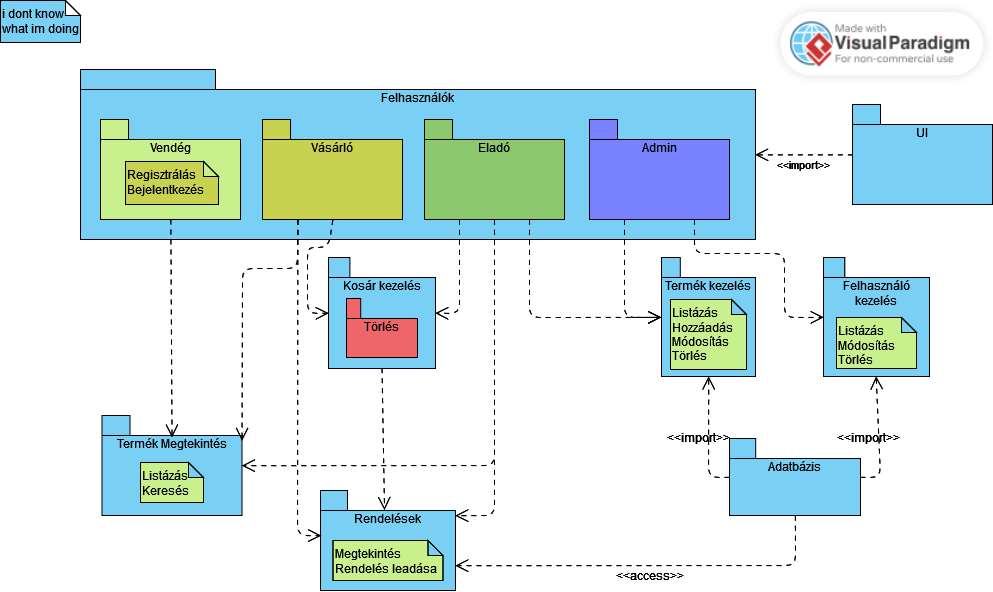 i dont know
what im doing
Made with
Visual Paradigm
For non-commercial use
Felhasználók
UI
Vendég
Vásárló
Eladó
Admin
Regisztrálás
Bejelentkezés
<<import>>
Kosár kezelés
Törlés
Termék kezelés
Listázás
Hozzáadás
Módosítás
Törlés
Felhasználó
kezelés
Listázás
Módosítás
Törlés
Termék Megtekintés
Listázás
Keresés
<<import>>
<<import>>
Adatbázis
Rendelések
Megtekintés
Rendelés leadása
<<access>>